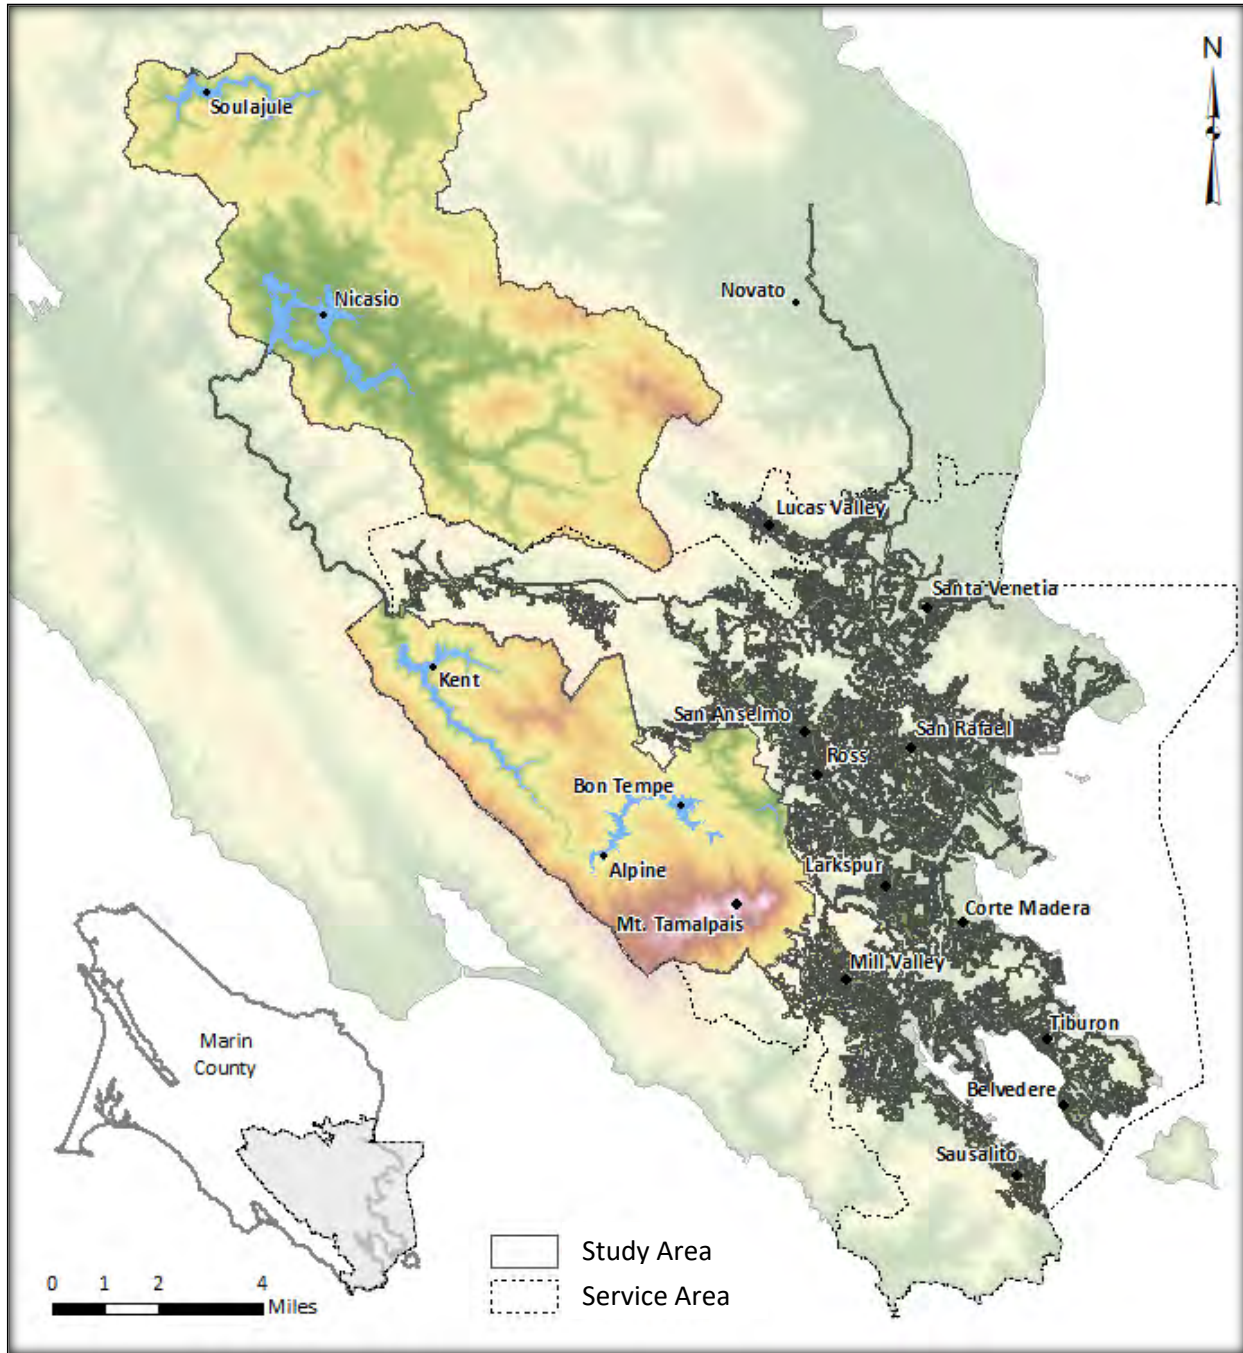 N
Soulajule
Nicasio
Novato
Lucas Valley
Santa Venetia
Kent
San Anselmo
San Rafael
Ross
Bon Tempe
Alpine
Larkspur
Mt. Tamalpais
Corte Madera
Mill Valley
Tiburon
Belvedere
Sausalito
Marin
County
Study Area
Service Area
0 1 2 4
Miles